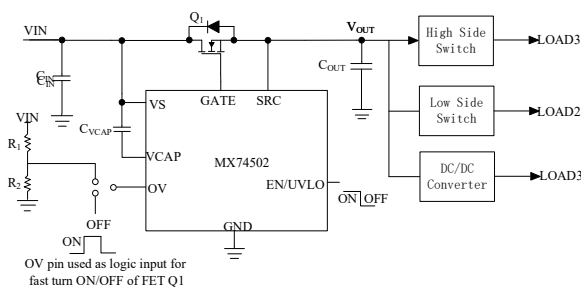 Q1
VIN
VOUT
High Side
Switch
LOAD3
CIN
CIN
COUT
VS
GATE
SRC
Low Side
Switch
LOAD2
VIN
CVCAP
VCAP
MX74502
R1
OV
EN/UVLO
DC/DC
Converter
LOAD3
R2
ON
OFF
OFF
GND
ON
OV pin used as logic input for
fast turn ON/OFF of FET Q1